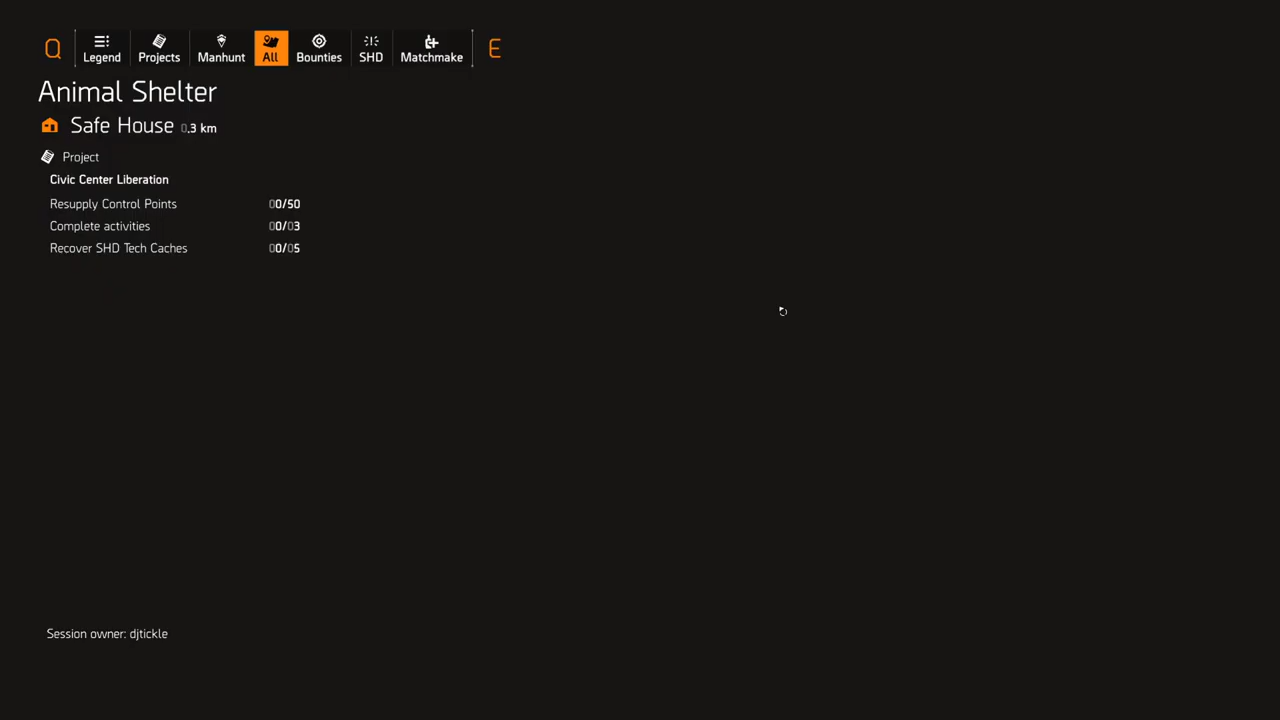 Q Legend Projects Manhunt All Bounties SHD Matchmake E
Animal Shelter
Safe House 0.3 km
Project
Civic Center Liberation
Resupply Control Points 00/50
Complete activities 00/03
Recover SHD Tech Caches 00/05
Session owner: djtickle